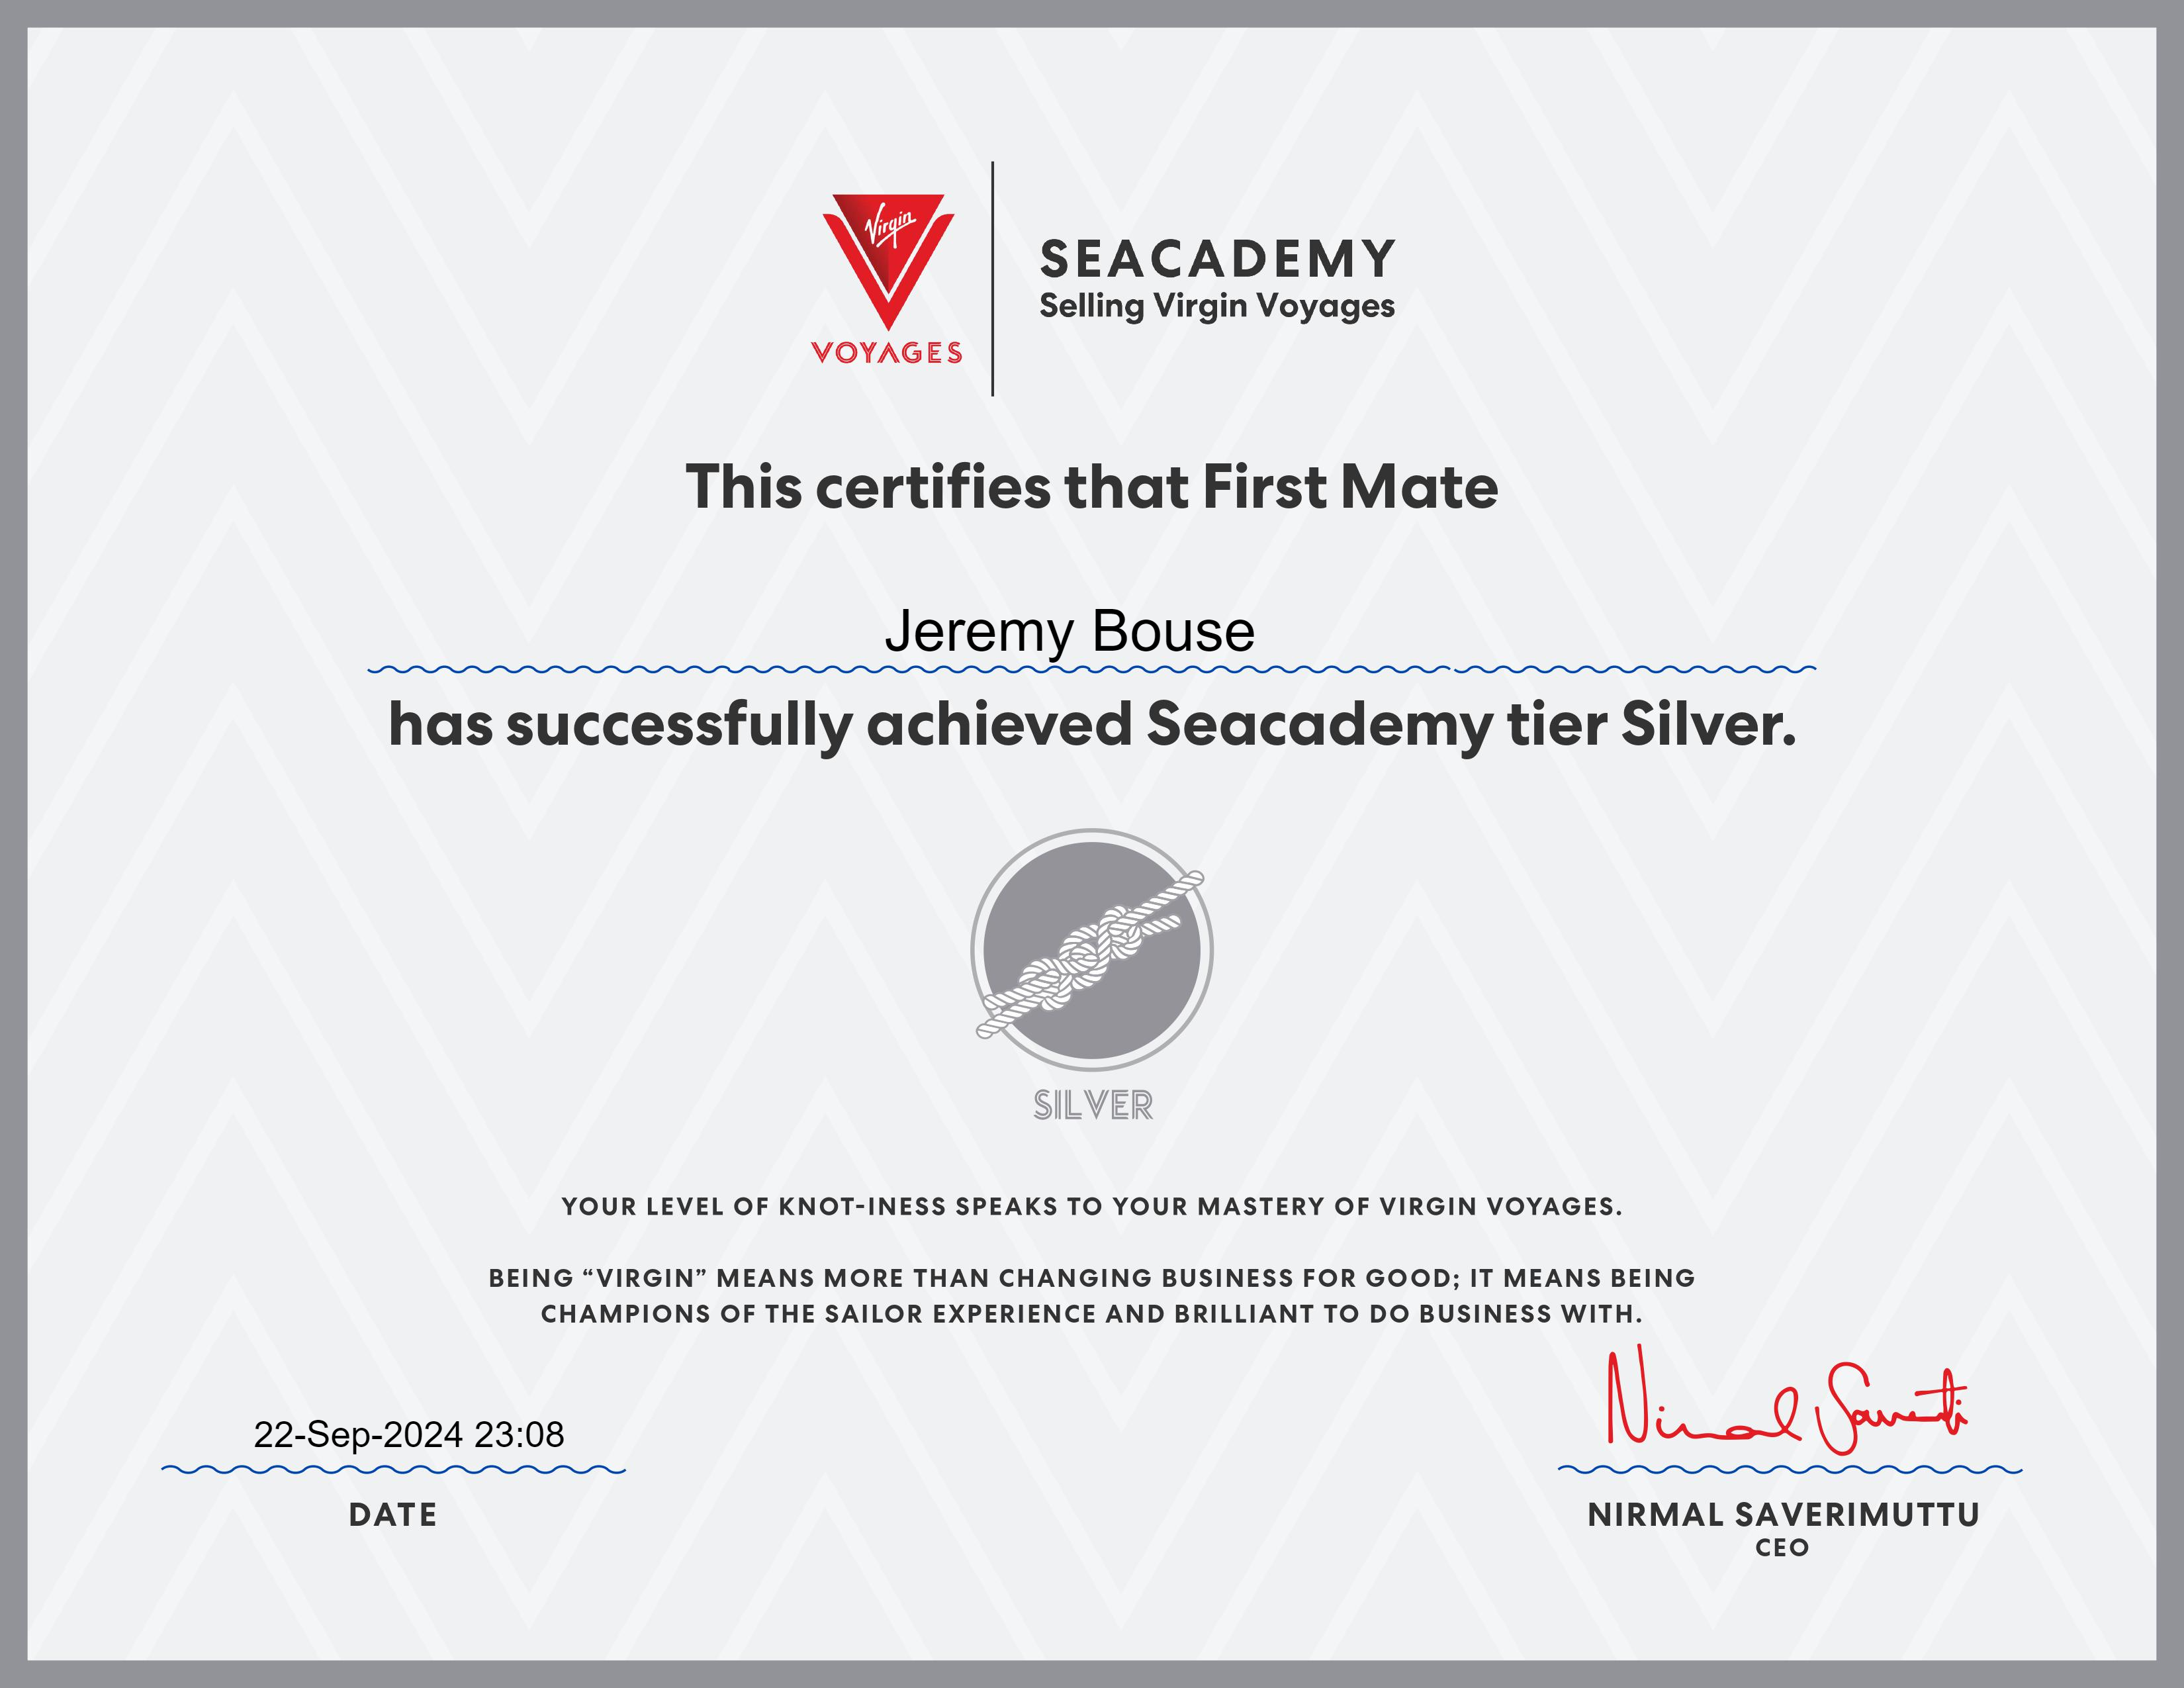 Virgin
VOYAGES
SEACADEMY
Selling Virgin Voyages
This certifies that First Mate
Jeremy Bouse
has successfully achieved Seacademy tier Silver.
SILVER
YOUR LEVEL OF KNOT-INESS SPEAKS TO YOUR MASTERY OF VIRGIN VOYAGES.
BEING “VIRGIN” MEANS MORE THAN CHANGING BUSINESS FOR GOOD; IT MEANS BEING
CHAMPIONS OF THE SAILOR EXPERIENCE AND BRILLIANT TO DO BUSINESS WITH.
22-Sep-2024 23:08
DATE
NIRMAL SAVERIMUTTU
CEO